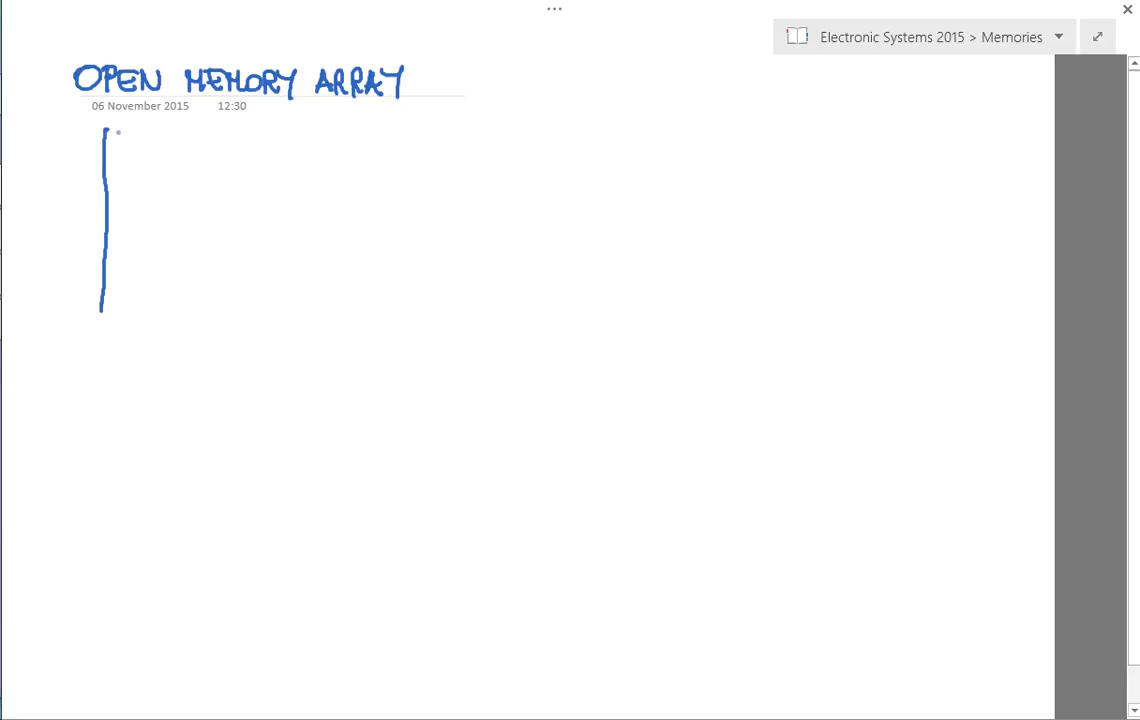 Electronic Systems 2015 > Memories
OPEN MEMORY ARRAY
06 November 2015 12:30